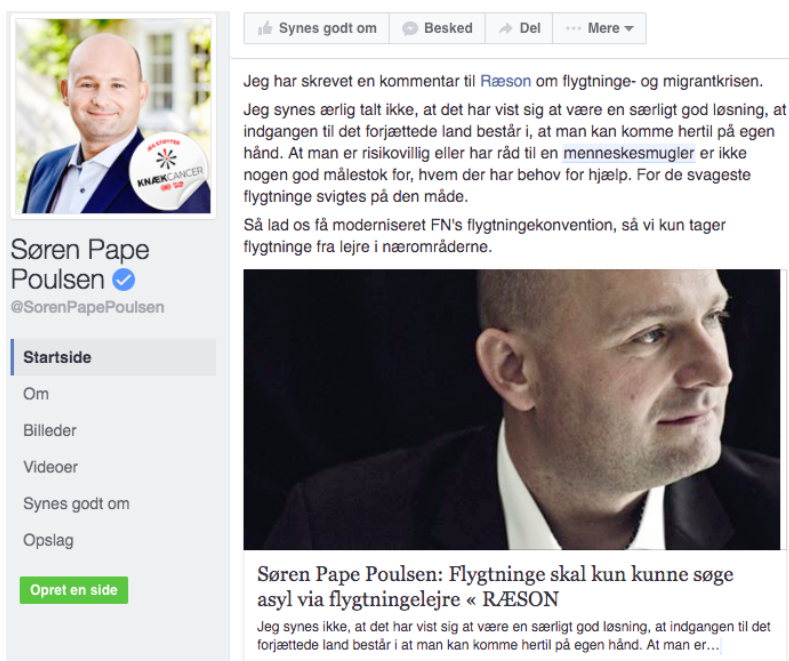 Synes godt om
Besked
Del
Mere
JEG STØTTER
KNÆK CANCER
Søren Pape
Poulsen
@SorenPapePoulsen
Startside
Om
Billeder
Videoer
Synes godt om
Opslag
Opret en side
Jeg har skrevet en kommentar til Ræson om flygtninge- og migrantkrisen.
Jeg synes ærlig talt ikke, at det har vist sig at være en særligt god løsning, at
indgangen til det forjættede land består i, at man kan komme hertil på egen
hånd. At man er risikovillig eller har råd til en menneskesmugler er ikke
nogen god målestok for, hvem der har behov for hjælp. For de svageste
flygtninge svigtes på den måde.
Så lad os få moderniseret FN's flygtningekonvention, så vi kun tager
flygtninge fra lejre i nærområderne.
Søren Pape Poulsen: Flygtninge skal kun kunne søge
asyl via flygtningelejre « RÆSON
Jeg synes ikke, at det har vist sig at være en særligt god løsning, at indgangen til det
forjættede land består i at man kan komme hertil på egen hånd. At man er...